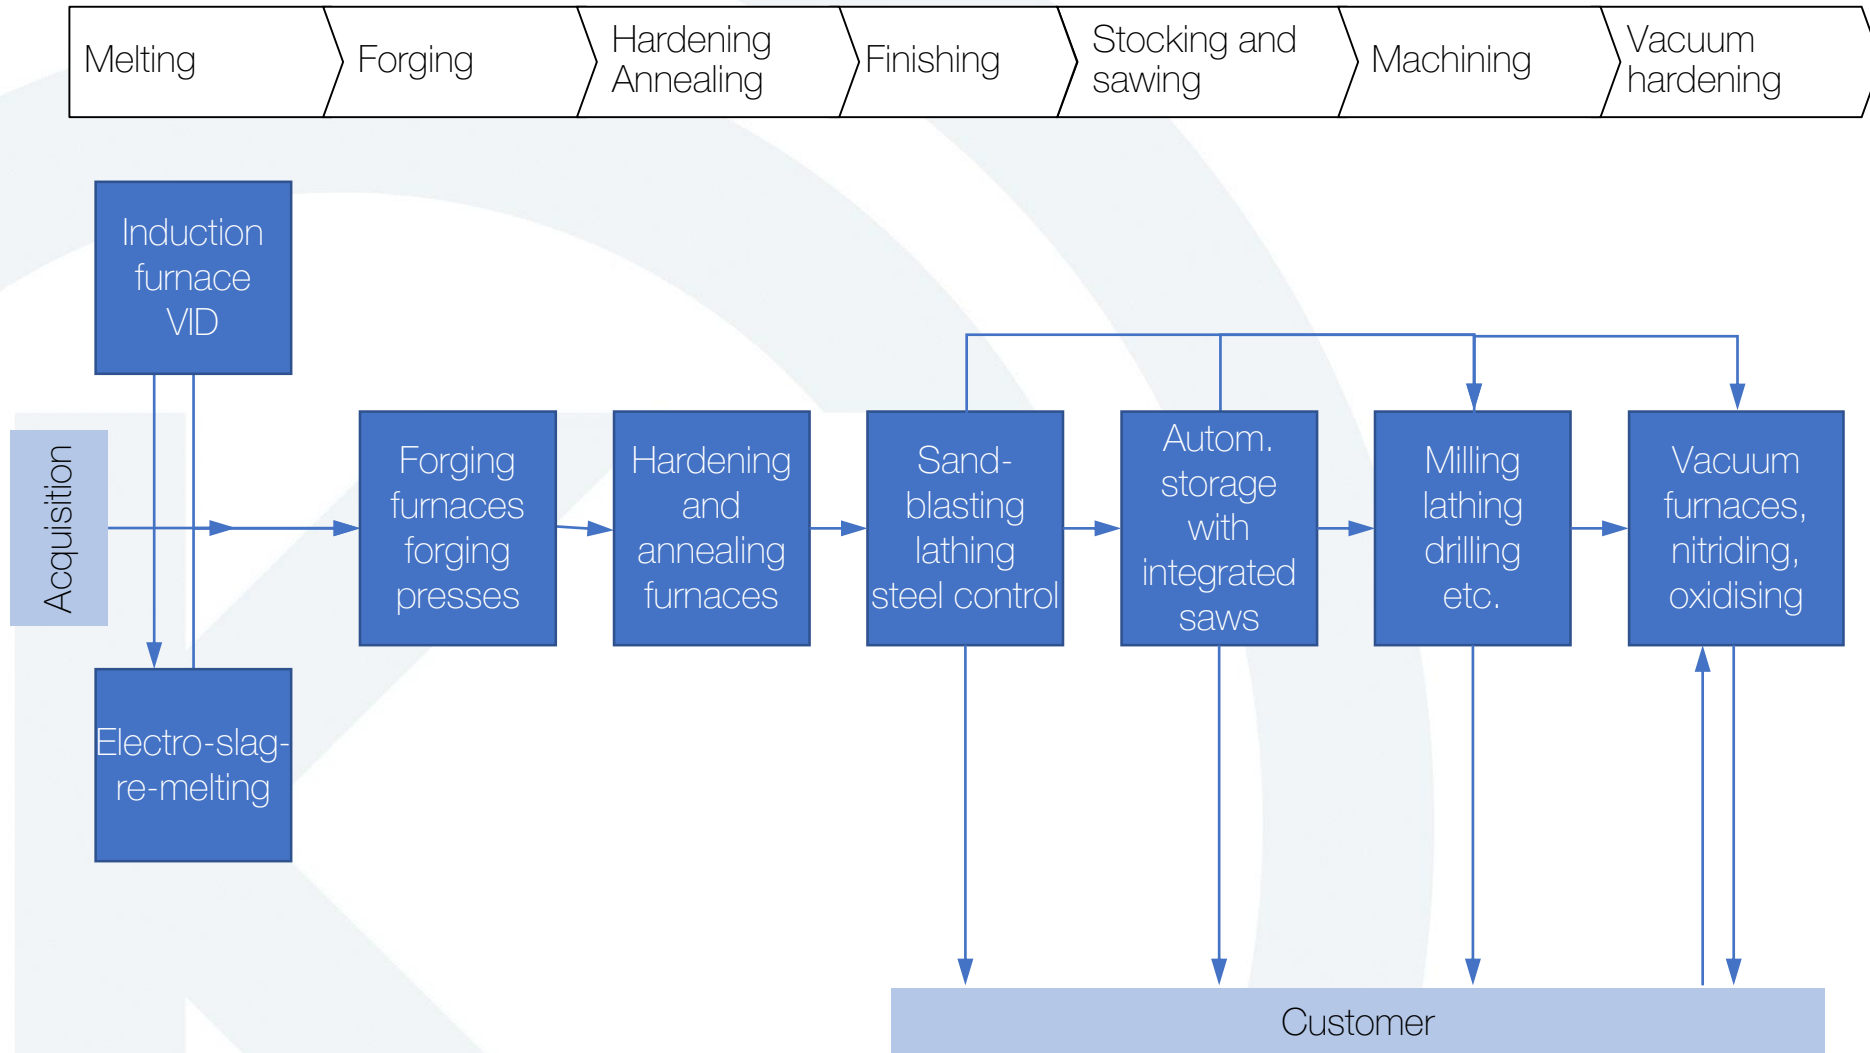 Melting
Forging
Hardening
Annealing
Finishing
Stocking and
sawing
Machining
Vacuum
hardening
Induction
furnace
VID
Acquisition
Electro-slag-
re-melting
Forging
furnaces
forging
presses
Hardening
and
annealing
furnaces
Sand-
blasting
lathing
steel control
Autom.
storage
with
integrated
saws
Milling
lathing
drilling
etc.
Vacuum
furnaces,
nitriding,
oxidising
Customer